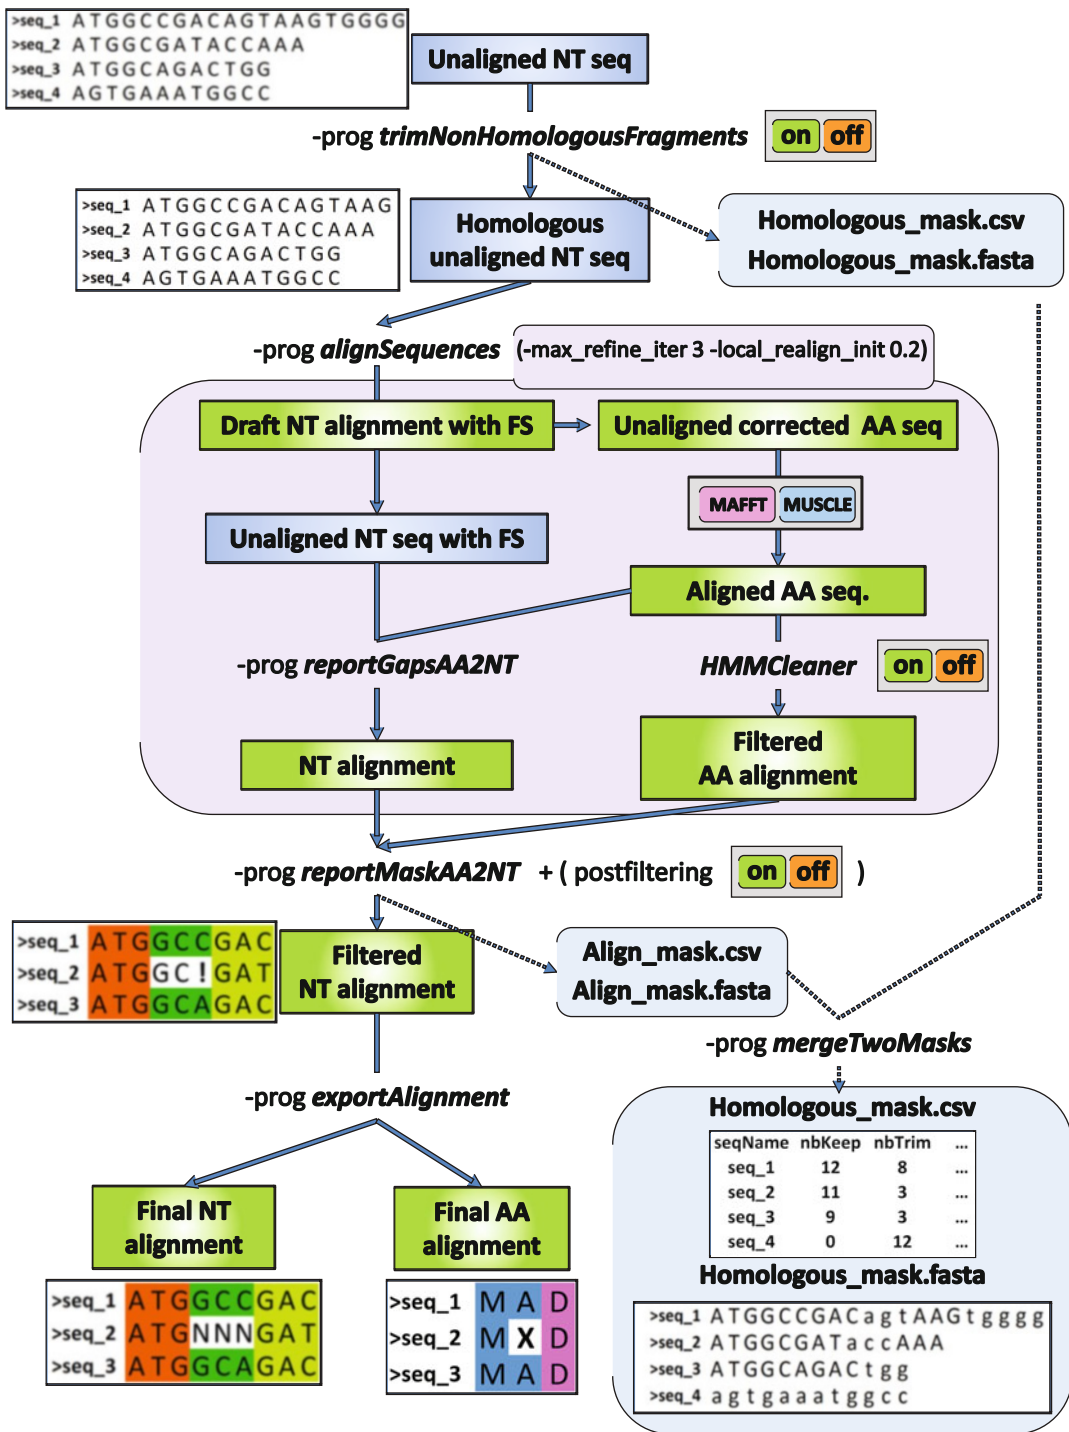 >seq_1 ATGGCCGACAGTAAGTGGGG
>seq_2 ATGGCGATACCAAA
>seq_3 ATGGCAGACTGG
>seq_4 AGTGAAATGGCC
Unaligned NT seq
-prog trimNonHomologousFragments on off
>seq_1 ATGGCCGACAGTAAG
>seq_2 ATGGCGATACCAAA
>seq_3 ATGGCAGACTGG
>seq_4 AGTGAAATGGCC
Homologous
unaligned NT seq
Homologous_mask.csv
Homologous_mask.fasta
-prog alignSequences (-max_refine_iter 3 -local_realign_init 0.2)
Draft NT alignment with FS
Unaligned corrected AA seq
MAFFT MUSCLE
Unaligned NT seq with FS
Aligned AA seq.
-prog reportGapsAA2NT
HMMCleaner on off
NT alignment
Filtered
AA alignment
-prog reportMaskAA2NT + ( postfiltering on off )
>seq_1 ATGGCCGAC
>seq_2 ATGGC!GAT
>seq_3 ATGGCAGAC
Filtered
NT alignment
Align_mask.csv
Align_mask.fasta
-prog mergeTwoMasks
-prog exportAlignment
Final NT
alignment
>seq_1 ATGGCCGAC
>seq_2 ATGNNNGAT
>seq_3 ATGGCAGAC
Final AA
alignment
>seq_1 M A D
>seq_2 M X D
>seq_3 M A D
Homologous_mask.csv
seqName nbKeep nbTrim ...
seq_1 12 8 ...
seq_2 11 3 ...
seq_3 9 3 ...
seq_4 0 12 ...
Homologous_mask.fasta
>seq_1 ATGGCCGACagtAAGtgggg
>seq_2 ATGGCGATaccAAA
>seq_3 ATGGCAGACtgg
>seq_4 agtgaaatggcc